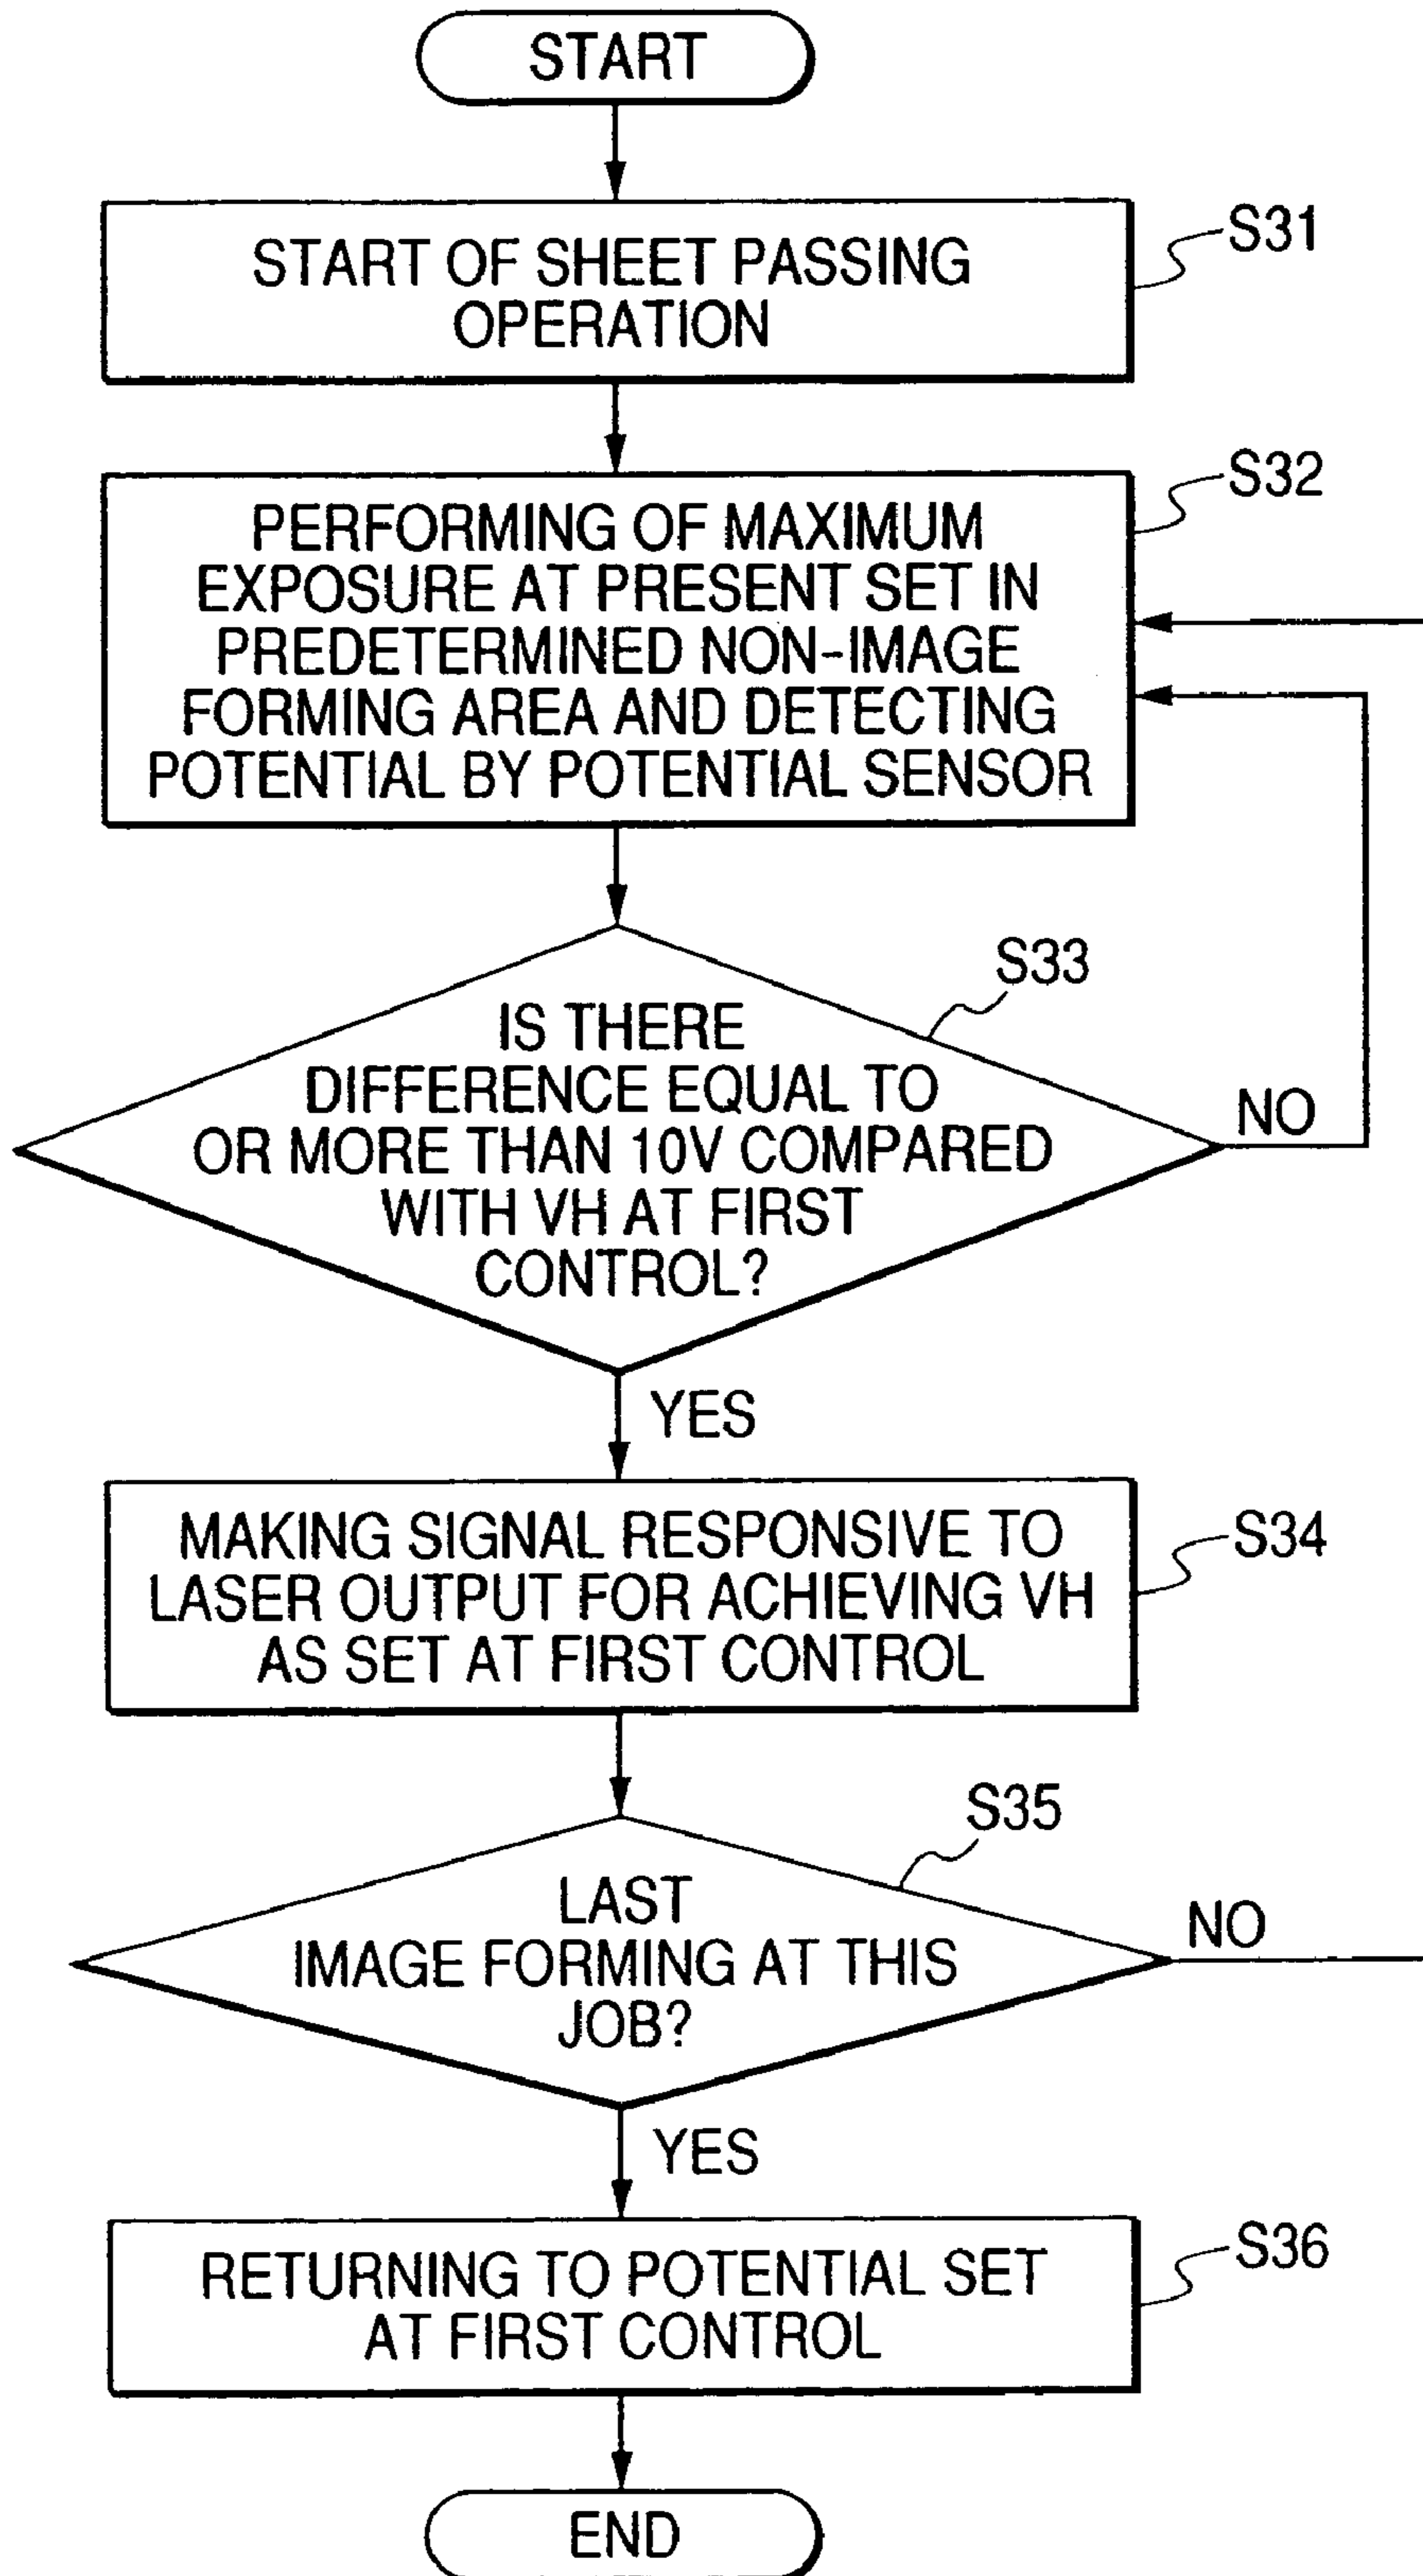 START
START OF SHEET PASSING
OPERATION
S31
PERFORMING OF MAXIMUM
EXPOSURE AT PRESENT SET IN
PREDETERMINED NON-IMAGE
FORMING AREA AND DETECTING
POTENTIAL BY POTENTIAL SENSOR
S32
IS THERE
DIFFERENCE EQUAL TO
OR MORE THAN 10V COMPARED
WITH VH AT FIRST
CONTROL?
S33
NO
YES
MAKING SIGNAL RESPONSIVE TO
LASER OUTPUT FOR ACHIEVING VH
AS SET AT FIRST CONTROL
S34
LAST
IMAGE FORMING AT THIS
JOB?
S35
NO
YES
RETURNING TO POTENTIAL SET
AT FIRST CONTROL
S36
END